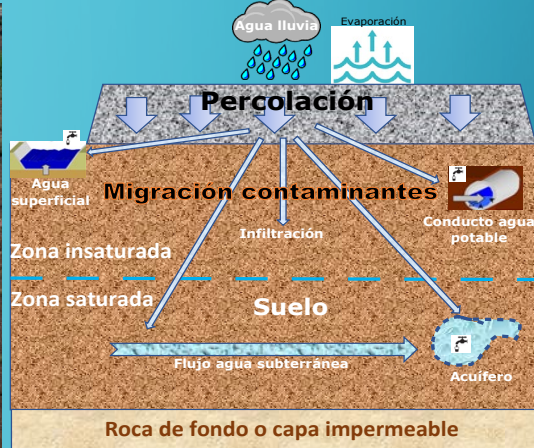 Agua lluvia
Evaporación
Percolación
Agua
superficial
Migración contaminantes
Infiltración
Conducto agua
potable
Zona insaturada
Zona saturada
Suelo
Flujo agua subterránea
Acuífero
Roca de fondo o capa impermeable